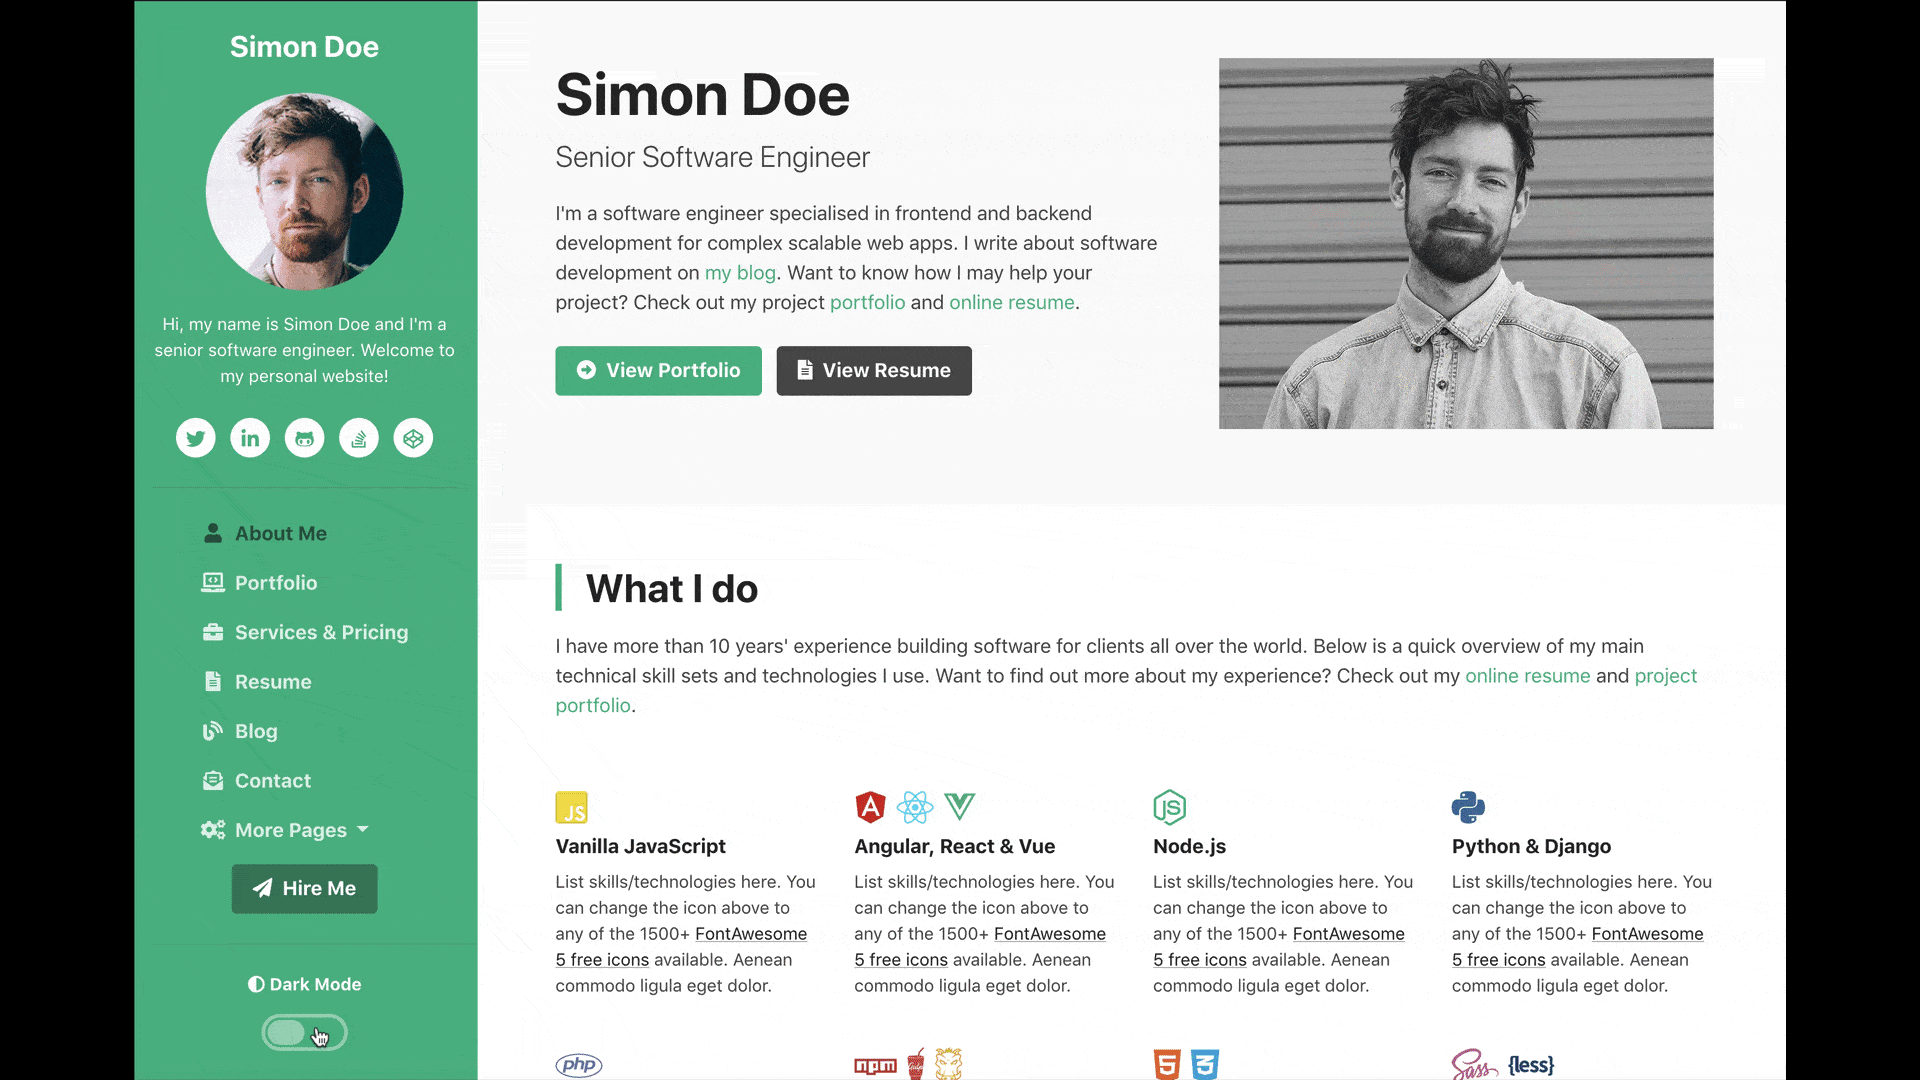 Simon Doe
Hi, my name is Simon Doe and I'm a
senior software engineer. Welcome to
my personal website!
in
About Me
Portfolio
Services & Pricing
Resume
Blog
Contact
More Pages
Hire Me
Dark Mode
Simon Doe
Senior Software Engineer
I'm a software engineer specialised in frontend and backend
development for complex scalable web apps. I write about software
development on my blog. Want to know how I may help your
project? Check out my project portfolio and online resume.
View Portfolio
View Resume
What I do
I have more than 10 years' experience building software for clients all over the world. Below is a quick overview of my main
technical skill sets and technologies I use. Want to find out more about my experience? Check out my online resume and project
portfolio.
JS
Vanilla JavaScript
List skills/technologies here. You
can change the icon above to
any of the 1500+ FontAwesome
5 free icons available. Aenean
commodo ligula eget dolor.
A
Angular, React & Vue
List skills/technologies here. You
can change the icon above to
any of the 1500+ FontAwesome
5 free icons available. Aenean
commodo ligula eget dolor.
JS
Node.js
List skills/technologies here. You
can change the icon above to
any of the 1500+ FontAwesome
5 free icons available. Aenean
commodo ligula eget dolor.
Python & Django
List skills/technologies here. You
can change the icon above to
any of the 1500+ FontAwesome
5 free icons available. Aenean
commodo ligula eget dolor.
php
npm
Gulp
5
3
Sass
{less}